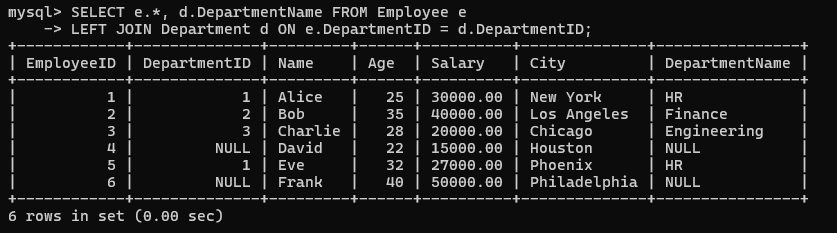 mysql> SELECT e.*, d.DepartmentName FROM Employee e
    -> LEFT JOIN Department d ON e.DepartmentID = d.DepartmentID;
+------------+--------------+---------+------+----------+--------------+----------------+
| EmployeeID | DepartmentID | Name    | Age  | Salary   | City         | DepartmentName |
+------------+--------------+---------+------+----------+--------------+----------------+
|          1 |            1 | Alice   |   25 | 30000.00 | New York     | HR             |
|          2 |            2 | Bob     |   35 | 40000.00 | Los Angeles  | Finance        |
|          3 |            3 | Charlie |   28 | 20000.00 | Chicago      | Engineering    |
|          4 |         NULL | David   |   22 | 15000.00 | Houston      | NULL           |
|          5 |            1 | Eve     |   32 | 27000.00 | Phoenix      | HR             |
|          6 |         NULL | Frank   |   40 | 50000.00 | Philadelphia | NULL           |
+------------+--------------+---------+------+----------+--------------+----------------+
6 rows in set (0.00 sec)